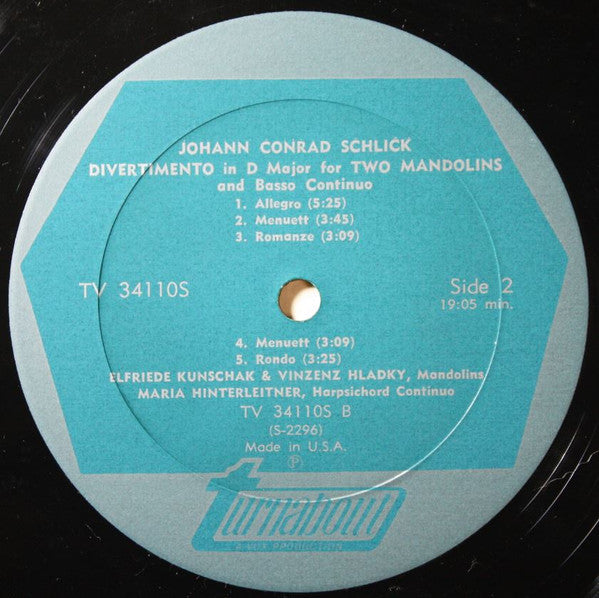 JOHANN CONRAD SCHLICK
DIVERTIMENTO in D Major for TWO MANDOLINS
and Basso Continuo
1. Allegro (5:25)
2. Menuett (3:45)
3. Romanze (3:09)
TV 34110S
Side 2
19:05 min.
4. Menuett (3:09)
5. Rondo (3:25)
ELFRIEDE KUNSCHAK & VINZENZ HLADKY, Mandolins
MARIA HINTERLEITNER, Harpsichord Continuo
TV 34110S B
(S-2296)
Made in U.S.A.
Ⓟ
turnabout
A VOX PRODUCTION